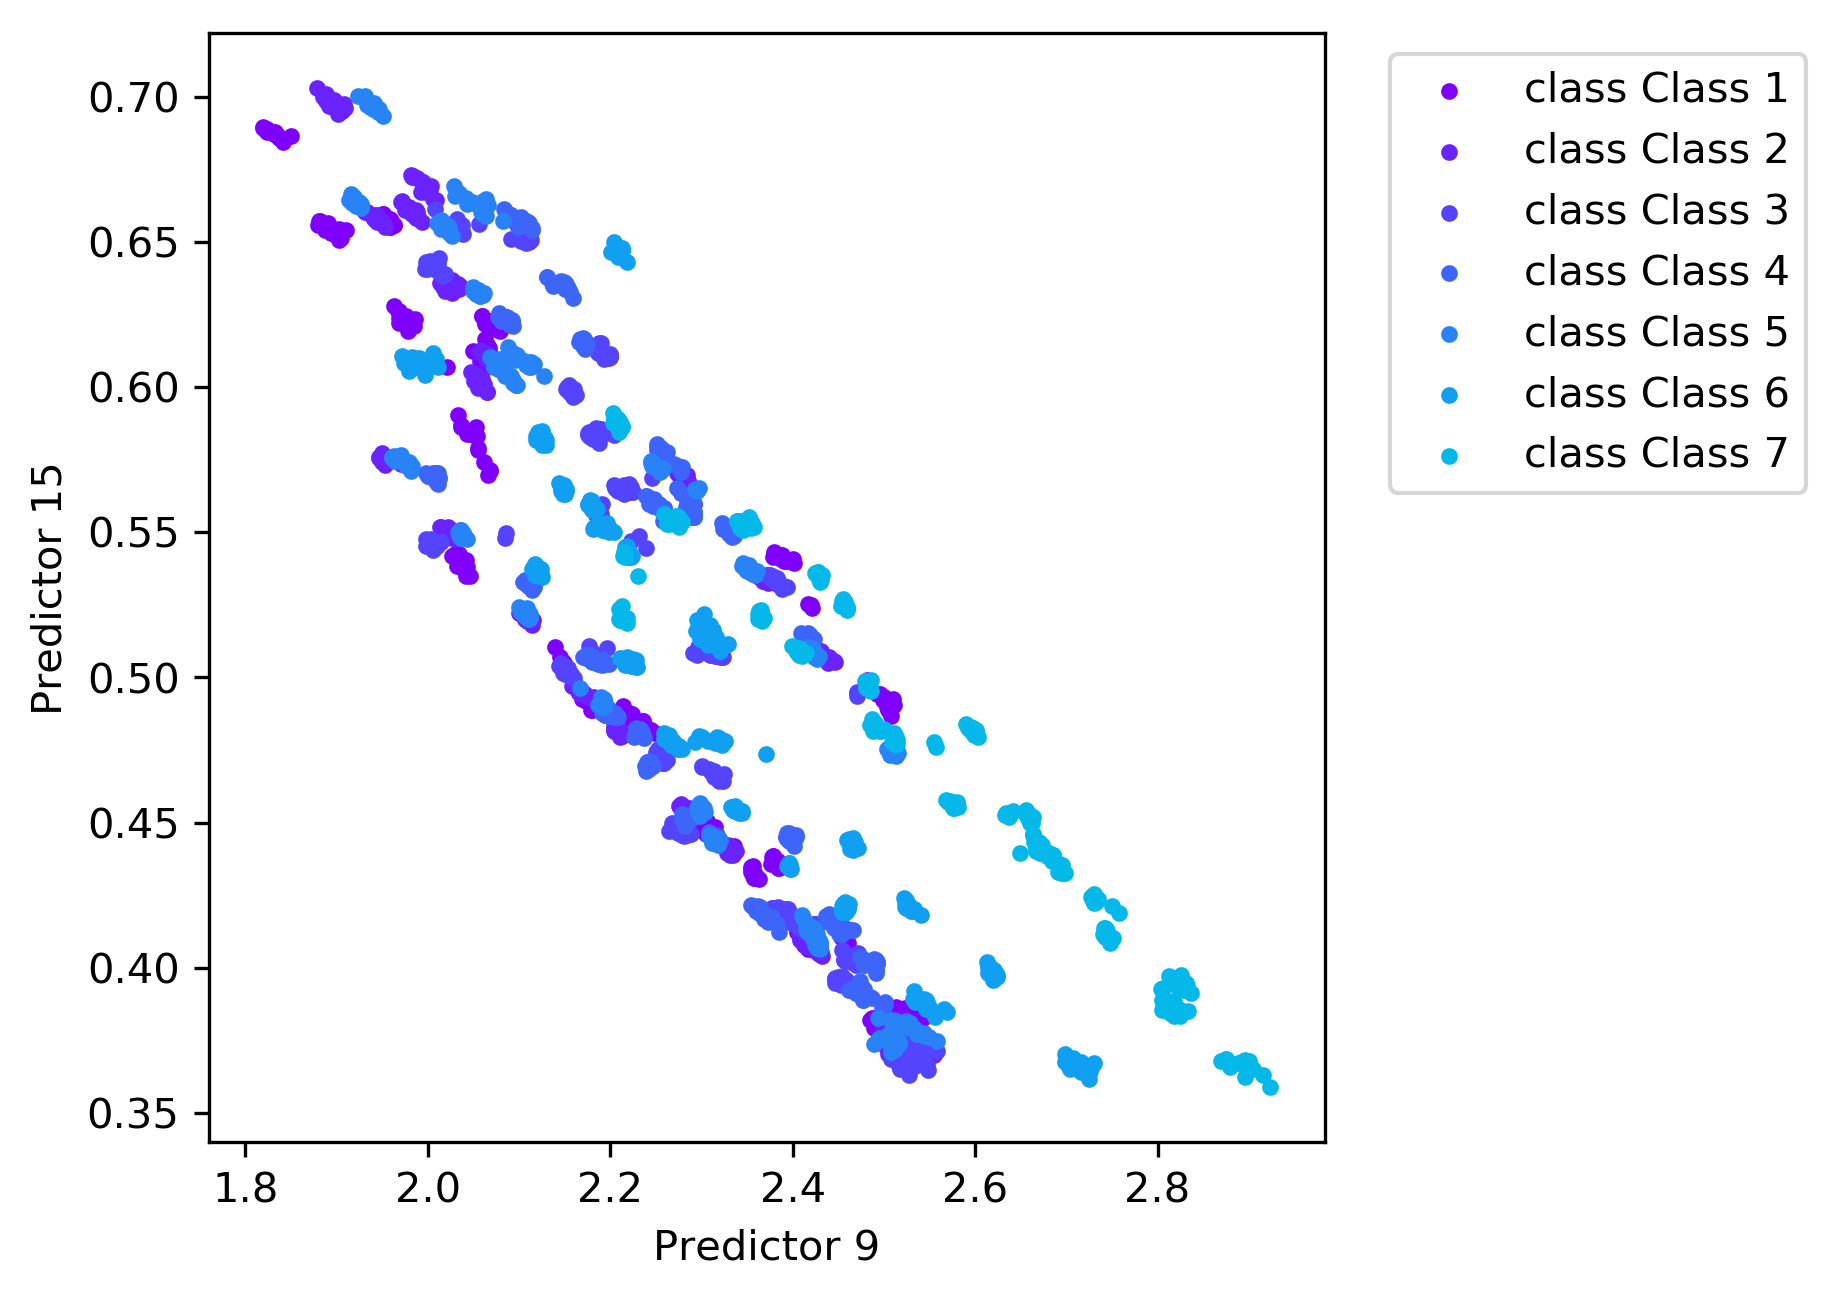 0.70
0.65
0.60
0.55
0.50
0.45
0.40
0.35
Predictor 15
1.8 2.0 2.2 2.4 2.6 2.8
Predictor 9
class Class 1
class Class 2
class Class 3
class Class 4
class Class 5
class Class 6
class Class 7